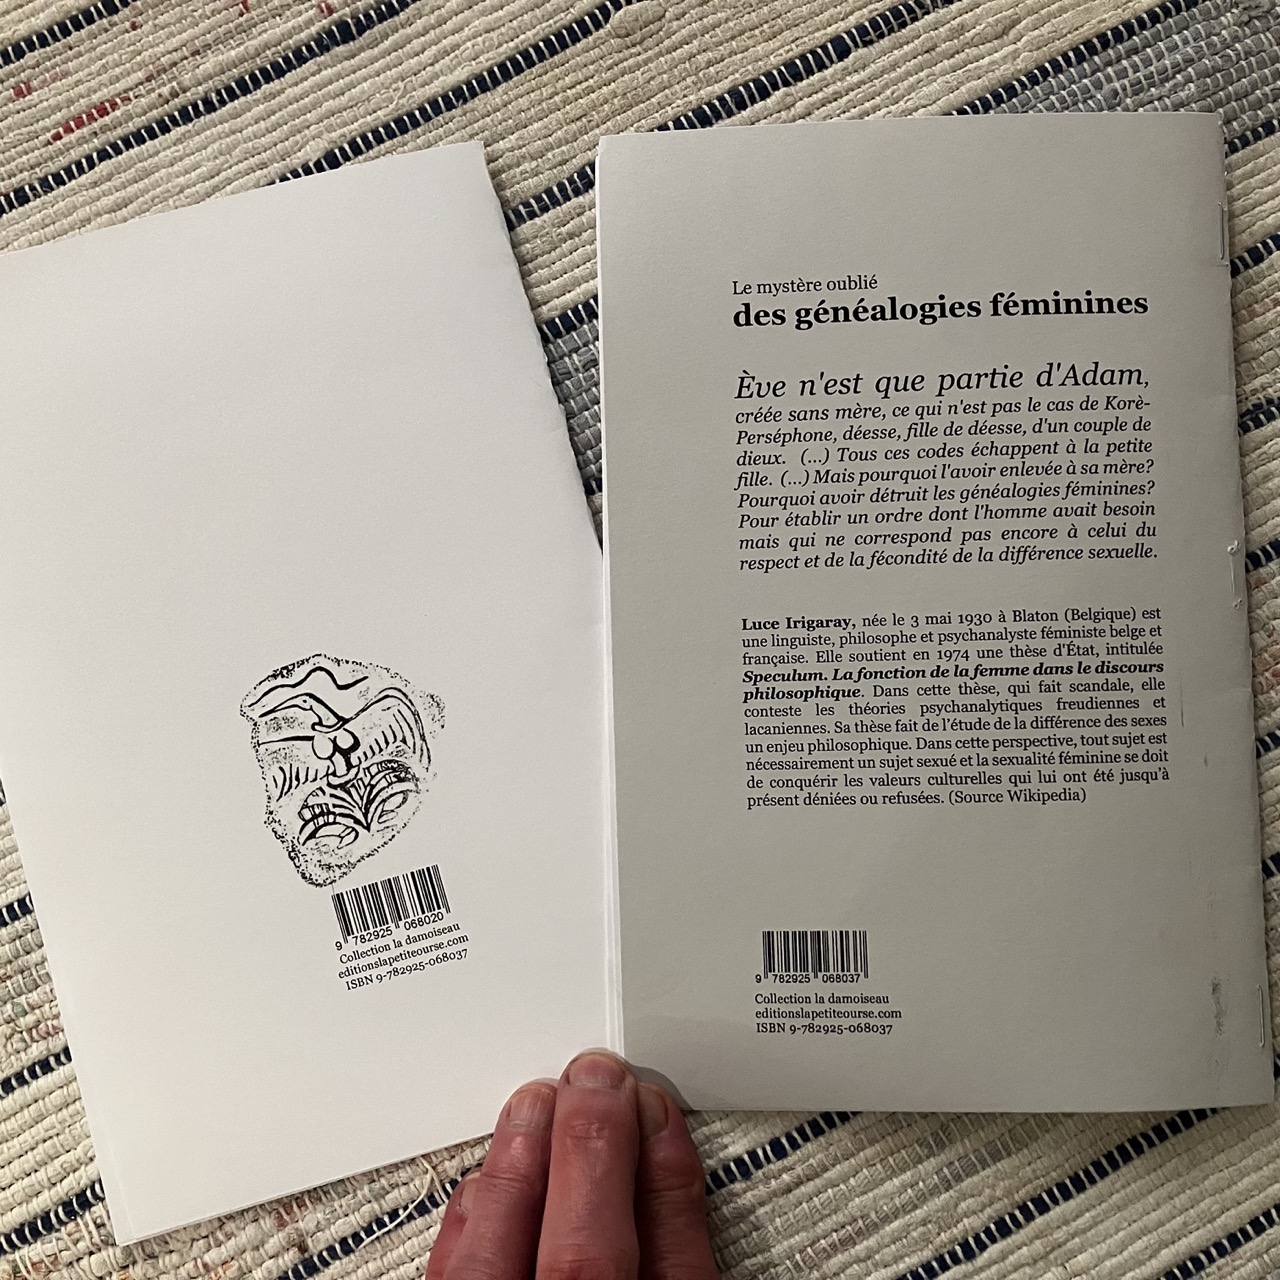 9 782925 068020
Collection la damoiseau
editionslapetiteourse.com
ISBN 9-782925-068037
Le mystère oublié
des généalogies féminines
Ève n'est que partie d'Adam,
créée sans mère, ce qui n'est pas le cas de Korè-
Perséphone, déesse, fille de déesse, d'un couple de
dieux. (...) Tous ces codes échappent à la petite
fille. (...) Mais pourquoi l'avoir enlevée à sa mère?
Pourquoi avoir détruit les généalogies féminines?
Pour établir un ordre dont l'homme avait besoin
mais qui ne correspond pas encore à celui du
respect et de la fécondité de la différence sexuelle.
Luce Irigaray, née le 3 mai 1930 à Blaton (Belgique) est
une linguiste, philosophe et psychanalyste féministe belge et
française. Elle soutient en 1974 une thèse d'État, intitulée
Speculum. La fonction de la femme dans le discours
philosophique. Dans cette thèse, qui fait scandale, elle
conteste les théories psychanalytiques freudiennes et
lacaniennes. Sa thèse fait de l'étude de la différence des sexes
un enjeu philosophique. Dans cette perspective, tout sujet est
nécessairement un sujet sexué et la sexualité féminine se doit
de conquérir les valeurs culturelles qui lui ont été jusqu'à
présent déniées ou refusées. (Source Wikipedia)
9 782925 068037
Collection la damoiseau
editionslapetiteourse.com
ISBN 9-782925-068037